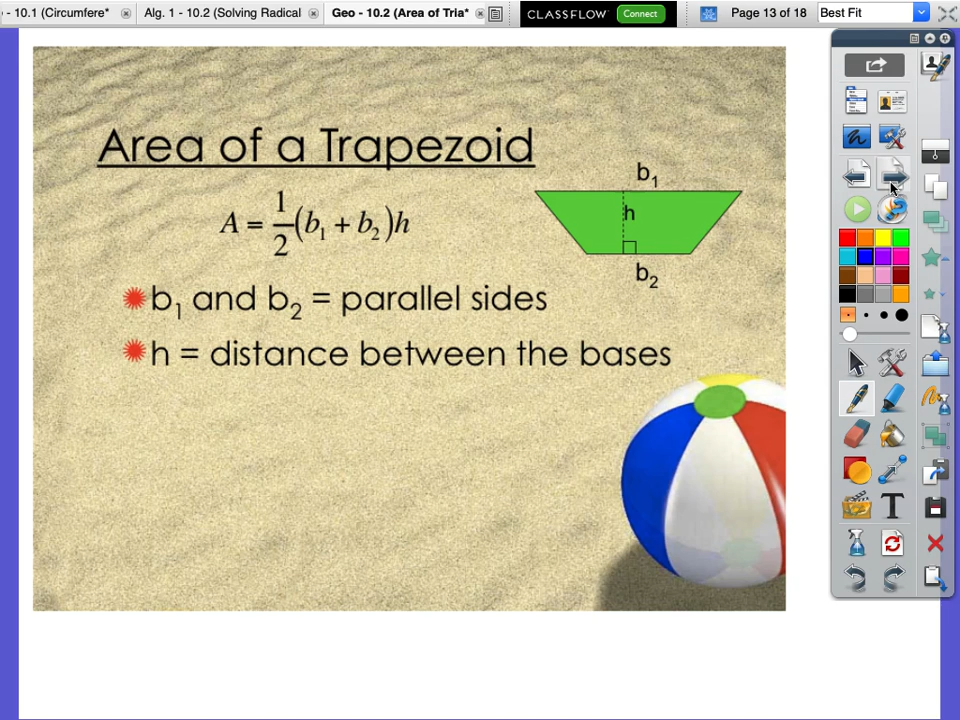 - 10.1 (Circumfere*
Alg. 1 - 10.2 (Solving Radical
Geo - 10.2 (Area of Tria*
CLASSFLOW
Connect
Page 13 of 18
Best Fit
Area of a Trapezoid
A = 1/2 (b₁ + b₂)h
b₁
h
b₂
b₁ and b₂ = parallel sides
h = distance between the bases
T